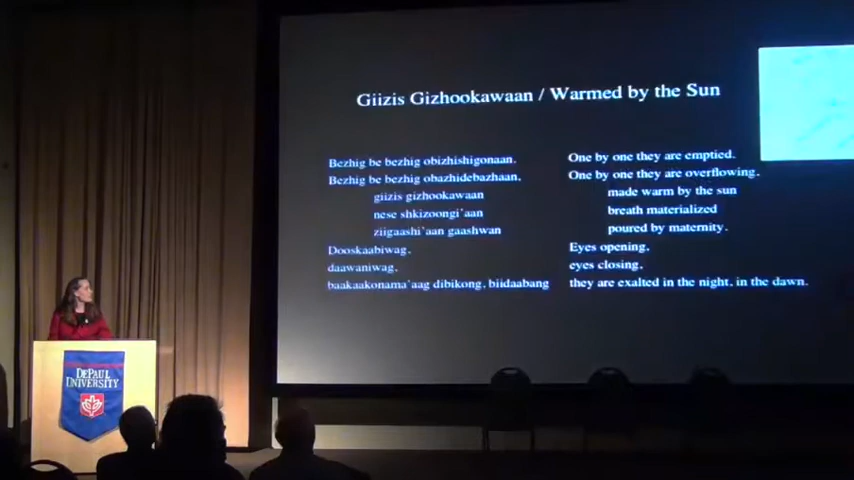 Giizis Gizhookawaan / Warmed by the Sun
Bezhig be bezhig obizhishigonaan.
Bezhig be bezhig obazhidebazhaan,
giizis gizhookawaan
nese shkizoongi'aan
ziigaashi'aan gaashwan
Dooskaabiwag,
daawaniwag,
baakaakonama'aag dibikong, biidaabang
One by one they are emptied.
One by one they are overflowing,
made warm by the sun
breath materialized
poured by maternity.
Eyes opening,
eyes closing,
they are exalted in the night, in the dawn.
DEPAUL
UNIVERSITY